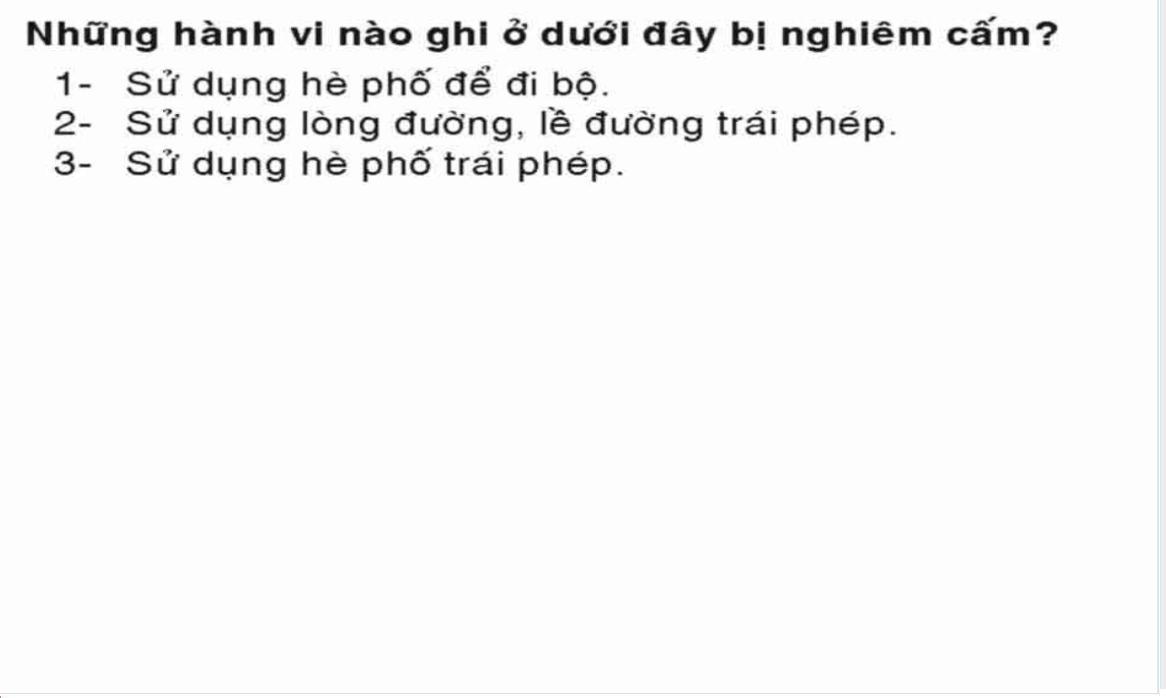 Những hành vi nào ghi ở dưới đây bị nghiêm cấm?
1- Sử dụng hè phố để đi bộ.
2- Sử dụng lòng đường, lề đường trái phép.
3- Sử dụng hè phố trái phép.